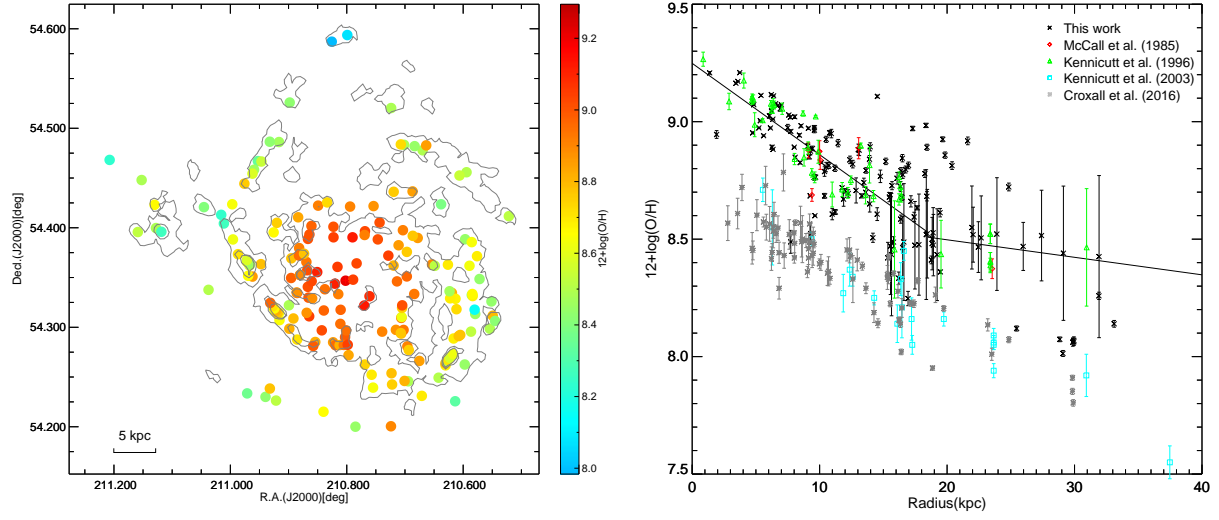 54.600
54.500
54.400
54.300
54.200
Decl.(J2000)[deg]
5 kpc
211.200
211.000
210.800
210.600
R.A.(J2000)[deg]
9.2
9.0
8.8
8.6
8.4
8.2
8.0
12+log(O/H)
9.5
9.0
8.5
8.0
7.5
12+log(O/H)
This work
McCall et al. (1985)
Kennicutt et al. (1996)
Kennicutt et al. (2003)
Croxall et al. (2016)
0
10
20
30
40
Radius(kpc)